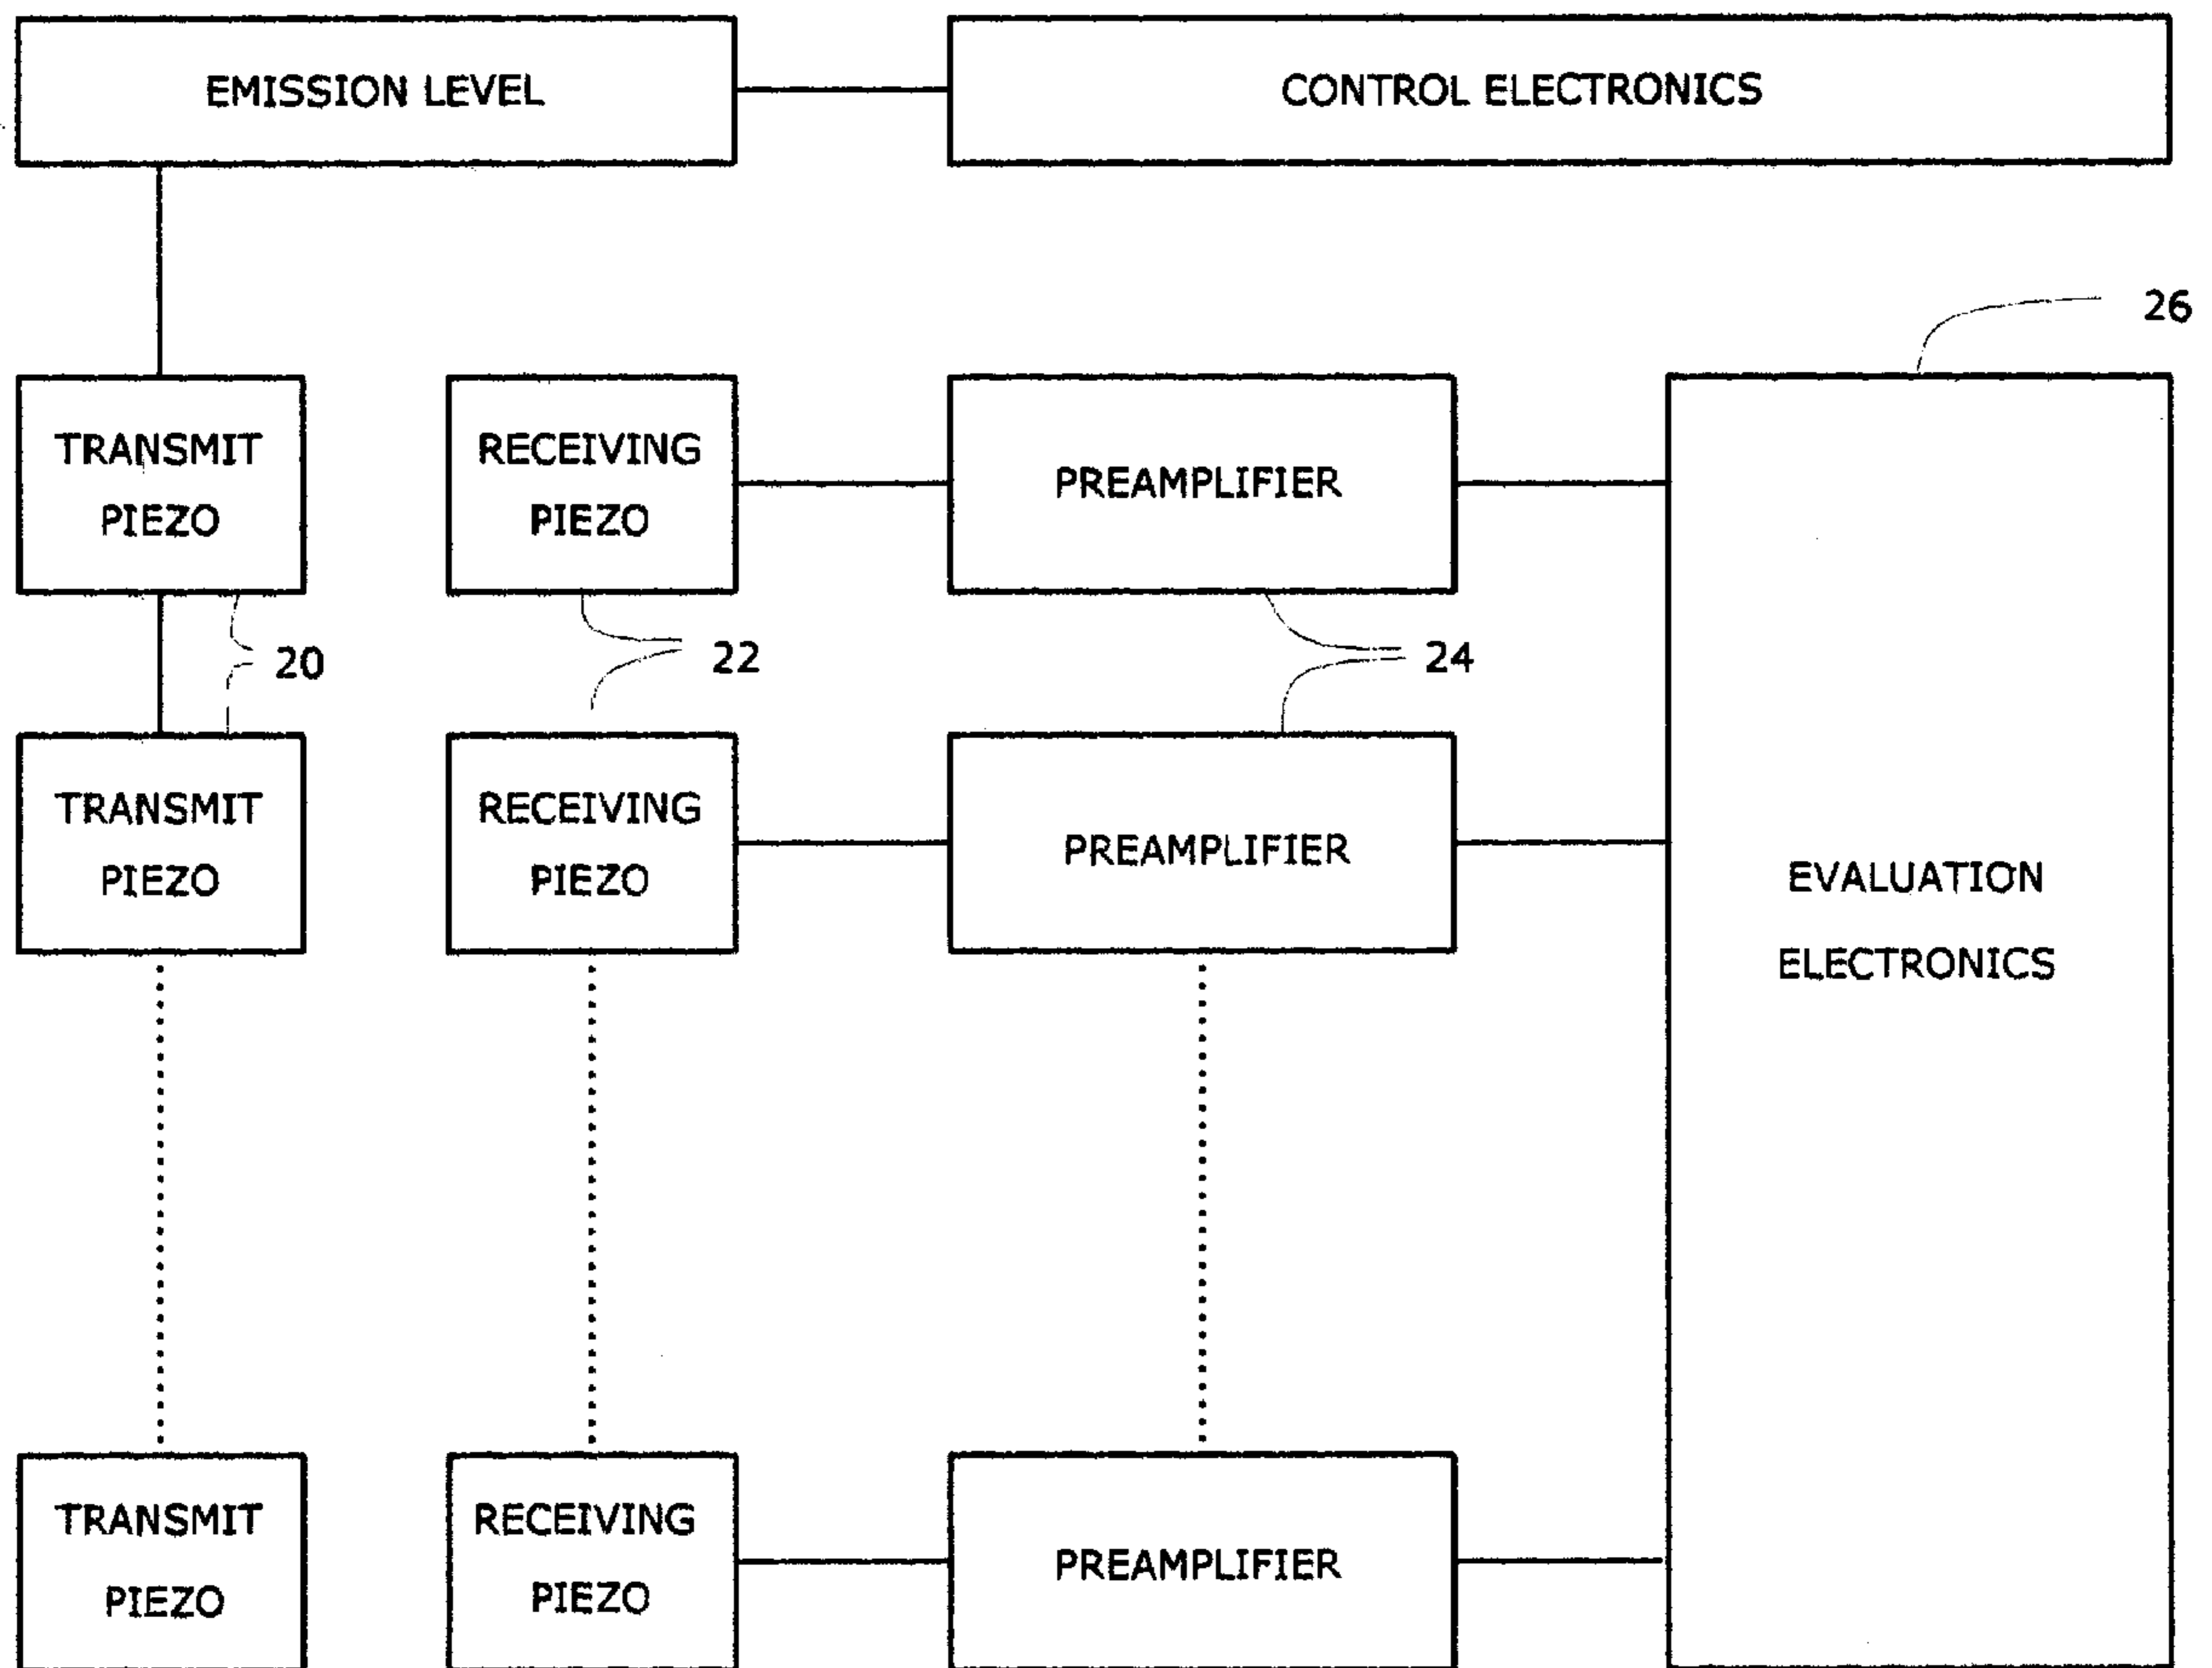 EMISSION LEVEL
CONTROL ELECTRONICS
26
TRANSMIT
PIEZO
RECEIVING
PIEZO
PREAMPLIFIER
20
22
24
TRANSMIT
PIEZO
RECEIVING
PIEZO
PREAMPLIFIER
EVALUATION
ELECTRONICS
TRANSMIT
PIEZO
RECEIVING
PIEZO
PREAMPLIFIER